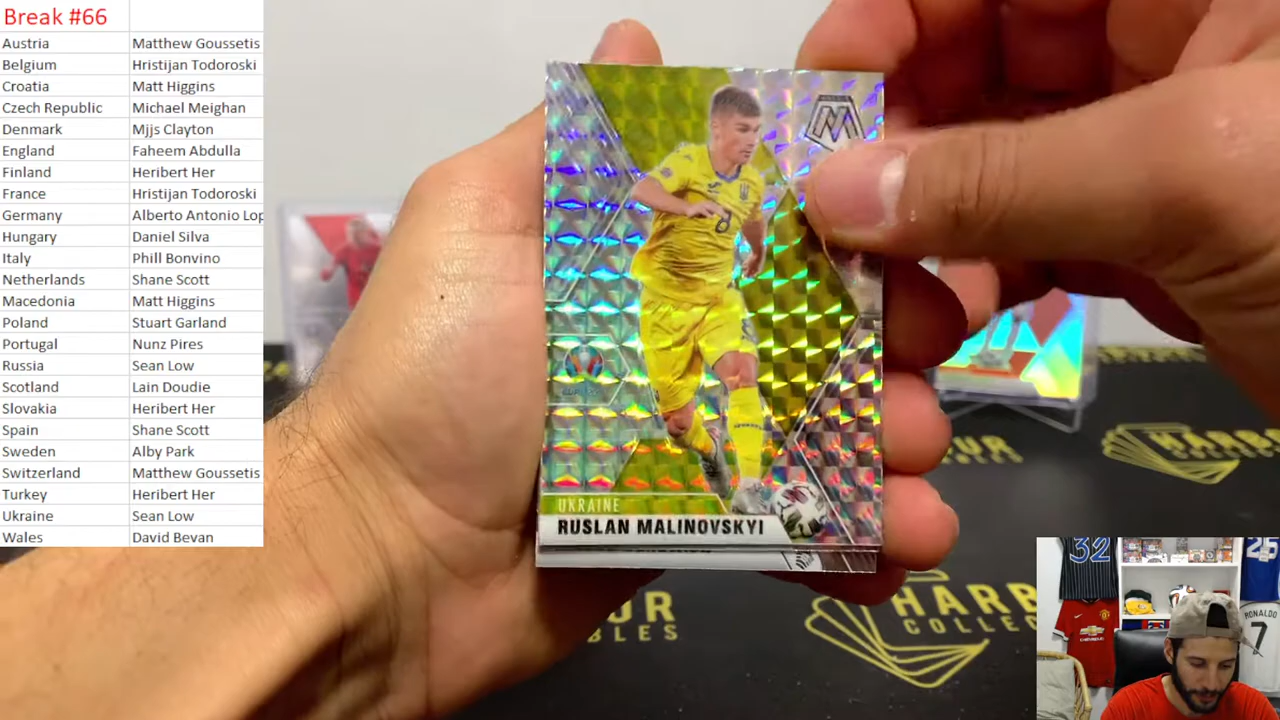 Break #66
Austria Matthew Goussetis
Belgium Hristijan Todoroski
Croatia Matt Higgins
Czech Republic Michael Meighan
Denmark Mjjs Clayton
England Faheem Abdulla
Finland Heribert Her
France Hristijan Todoroski
Germany Alberto Antonio Lop
Hungary Daniel Silva
Italy Phill Bonvino
Netherlands Shane Scott
Macedonia Matt Higgins
Poland Stuart Garland
Portugal Nunz Pires
Russia Sean Low
Scotland Lain Doudie
Slovakia Heribert Her
Spain Shane Scott
Sweden Alby Park
Switzerland Matthew Goussetis
Turkey Heribert Her
Ukraine Sean Low
Wales David Bevan
M
UKRAINE
RUSLAN MALINOVSKYI
HARB
COLLEC
32
25
RONALDO
7